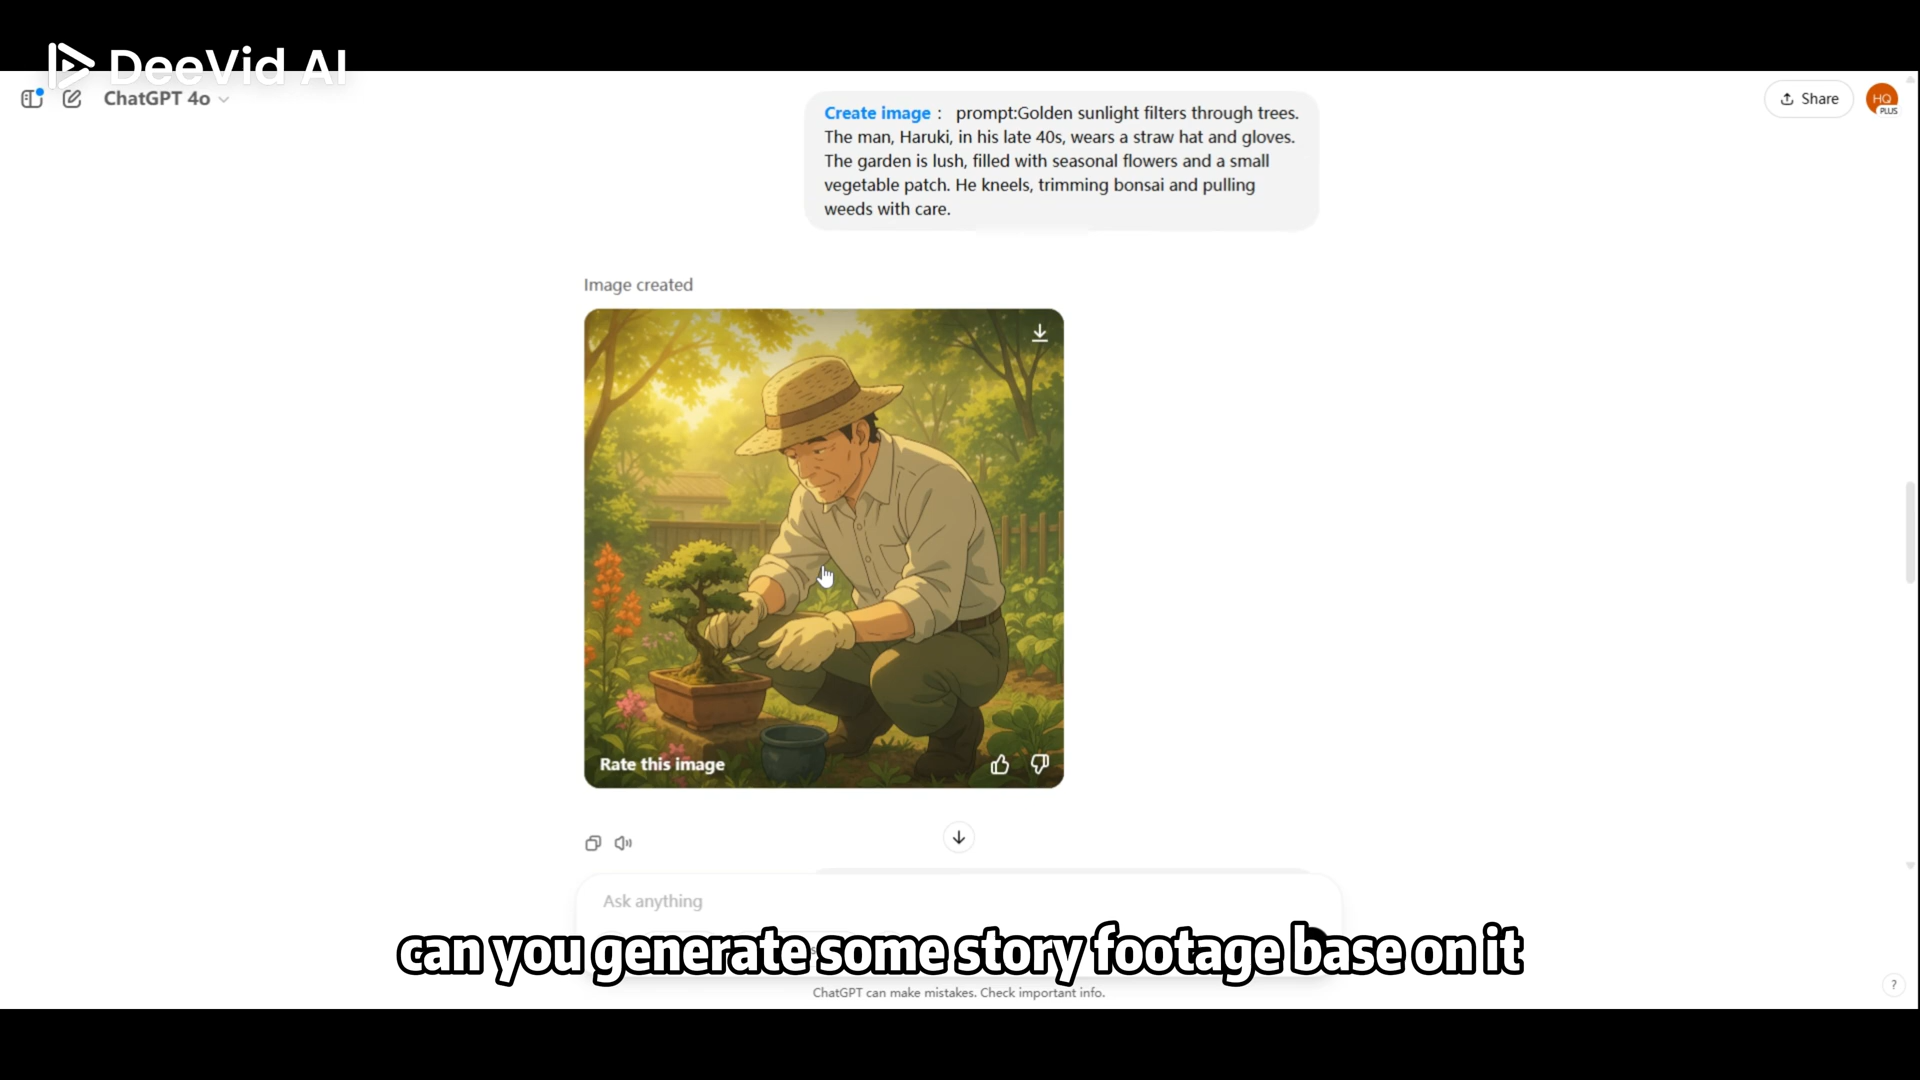 DeeVid AI
ChatGPT 4o
Share
HQ
PLUS
Create image : prompt:Golden sunlight filters through trees.
The man, Haruki, in his late 40s, wears a straw hat and gloves.
The garden is lush, filled with seasonal flowers and a small
vegetable patch. He kneels, trimming bonsai and pulling
weeds with care.
Image created
Rate this image
Ask anything
can you generate some story footage base on it
ChatGPT can make mistakes. Check important info.
?